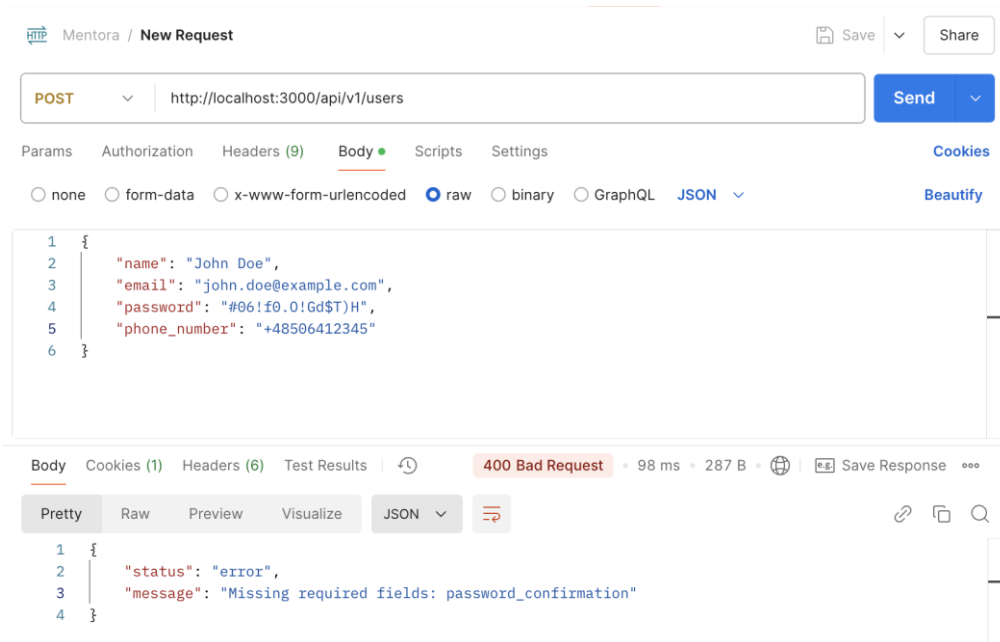 HTTP Mentora / New Request Save Share
POST http://localhost:3000/api/v1/users Send
Params Authorization Headers (9) Body Scripts Settings Cookies
none form-data x-www-form-urlencoded raw binary GraphQL JSON Beautify
1 {
2 "name": "John Doe",
3 "email": "john.doe@example.com",
4 "password": "#06!f0.O!Gd$T)H",
5 "phone_number": "+48506412345"
6 }
Body Cookies (1) Headers (6) Test Results 400 Bad Request • 98 ms • 287 B • e.g. Save Response
Pretty Raw Preview Visualize JSON
1 {
2 "status": "error",
3 "message": "Missing required fields: password_confirmation"
4 }